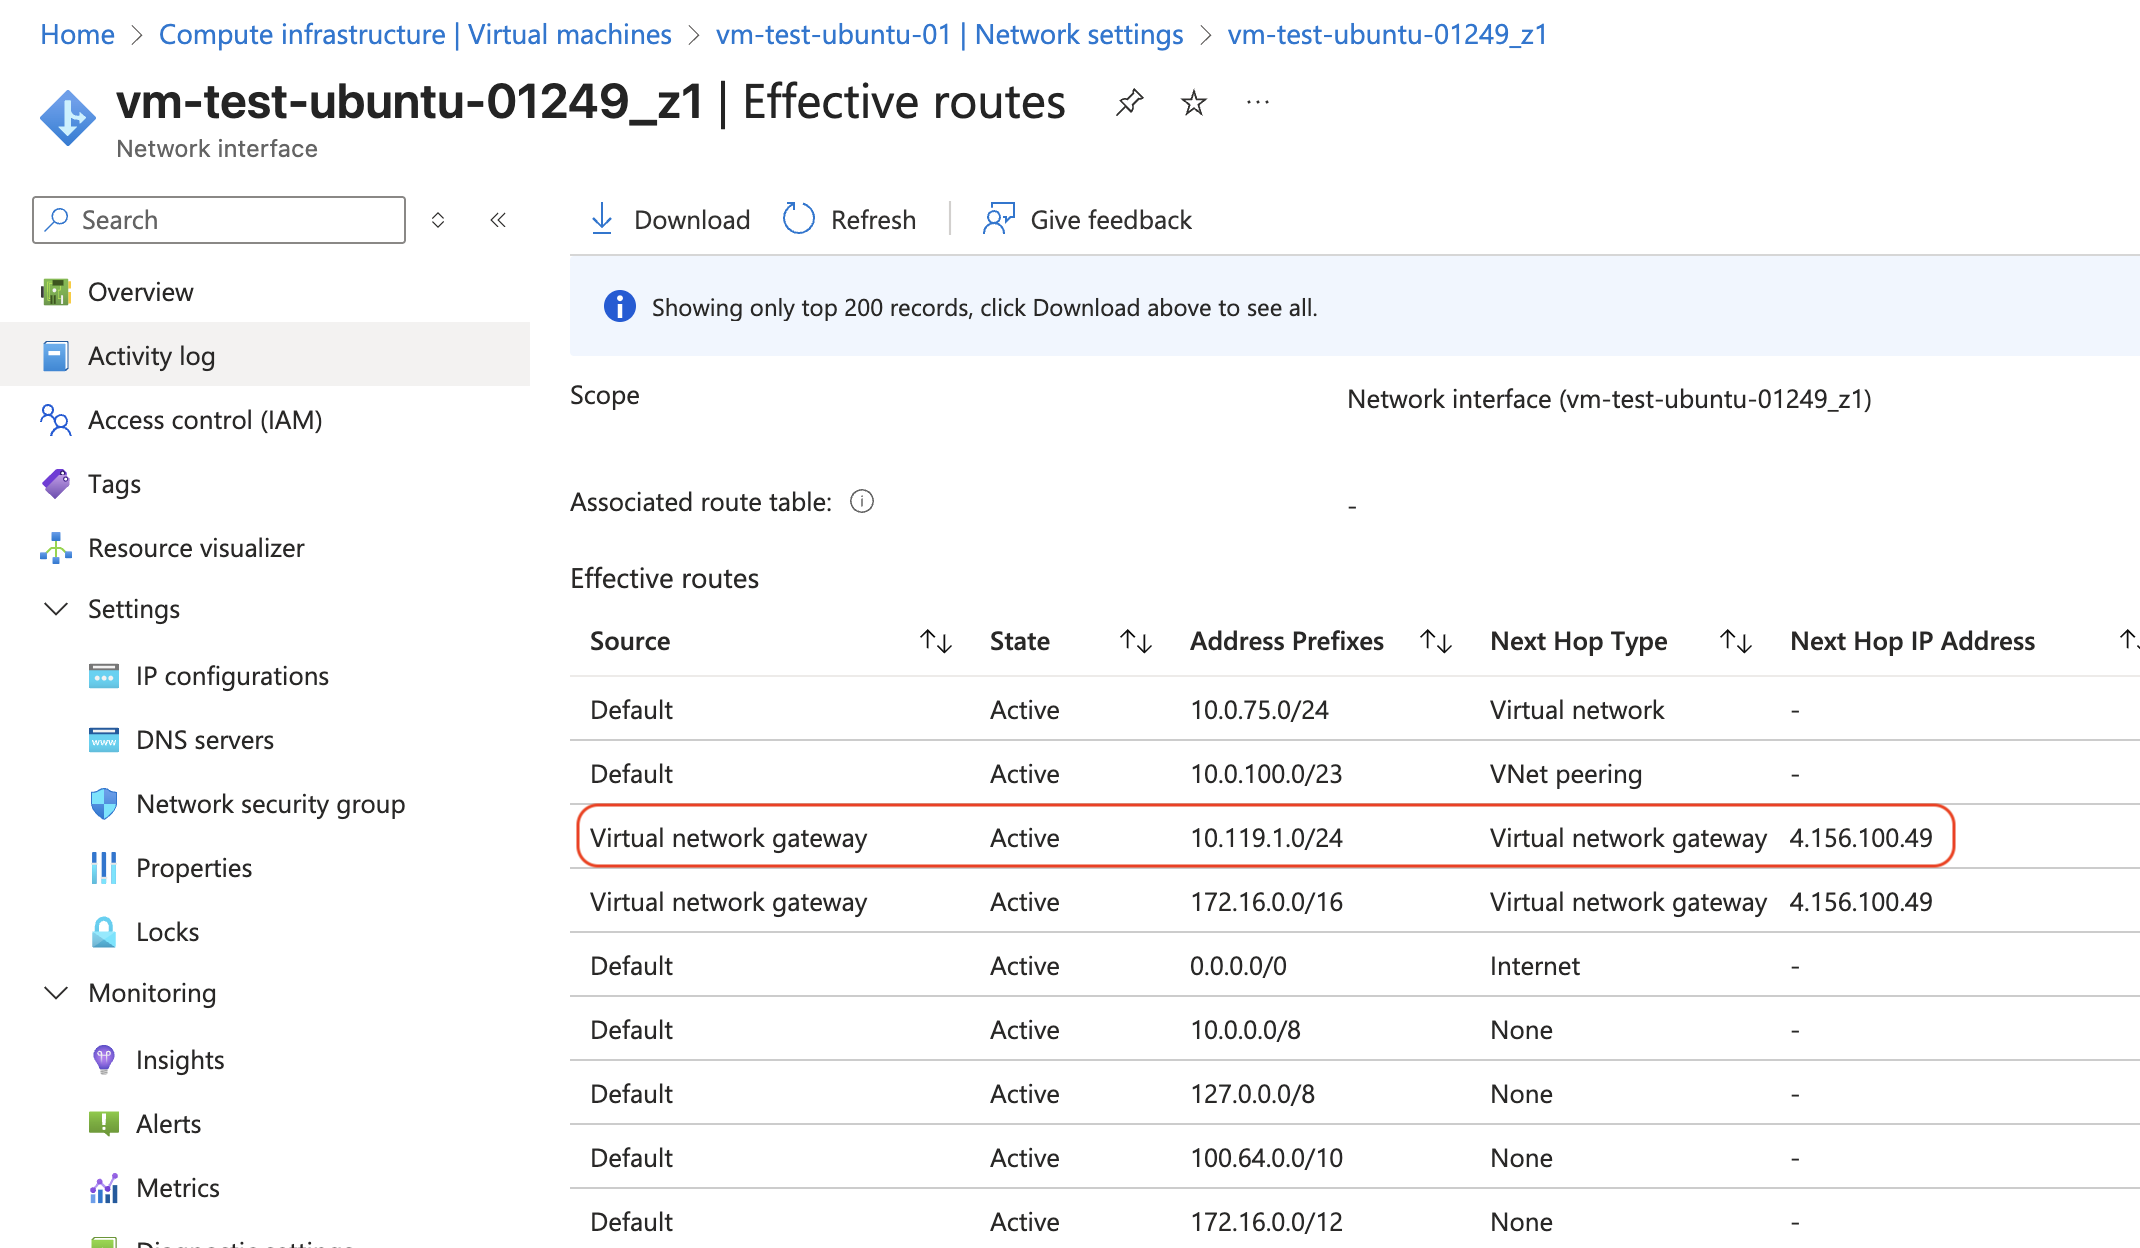 Home > Compute infrastructure | Virtual machines > vm-test-ubuntu-01 | Network settings > vm-test-ubuntu-01249_z1
vm-test-ubuntu-01249_z1 | Effective routes
Network interface
Search
Download Refresh Give feedback
Overview
Activity log
Access control (IAM)
Tags
Resource visualizer
Settings
IP configurations
DNS servers
Network security group
Properties
Locks
Monitoring
Insights
Alerts
Metrics
Diagnostic settings
Showing only top 200 records, click Download above to see all.
Scope Network interface (vm-test-ubuntu-01249_z1)
Associated route table: -
Effective routes
Source State Address Prefixes Next Hop Type Next Hop IP Address
Default Active 10.0.75.0/24 Virtual network -
Default Active 10.0.100.0/23 VNet peering -
Virtual network gateway Active 10.119.1.0/24 Virtual network gateway 4.156.100.49
Virtual network gateway Active 172.16.0.0/16 Virtual network gateway 4.156.100.49
Default Active 0.0.0.0/0 Internet -
Default Active 10.0.0.0/8 None -
Default Active 127.0.0.0/8 None -
Default Active 100.64.0.0/10 None -
Default Active 172.16.0.0/12 None -